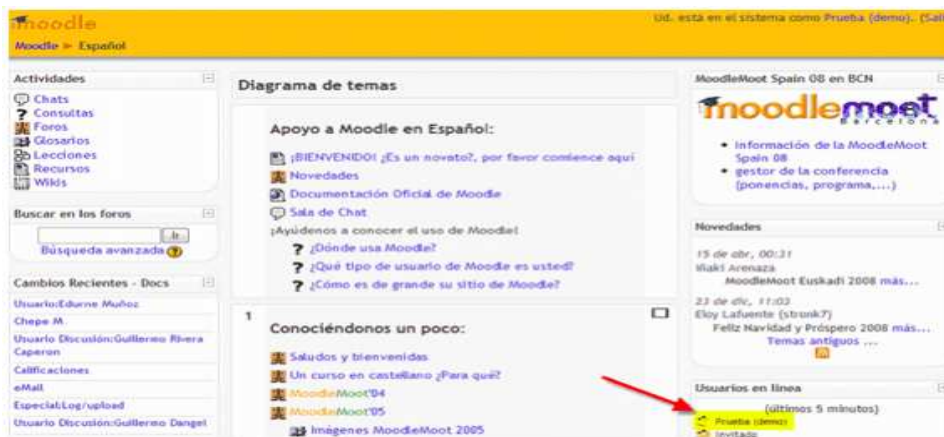 moodle
Ud. está en el sistema como Prueba (demo). (Sali
Moodle ► Español
Actividades
Chats
Consultas
Foros
Glosarios
Lecciones
Recursos
Wikis
Buscar en los foros
Ir
Búsqueda avanzada
Cambios Recientes - Docs
Usuario:Edurne Muñoz
Chepe M
Usuario Discusión:Guillermo Rivera
Caperon
Calificaciones
eMail
Especial:Log/upload
Usuario Discusión:Guillermo Dangel
Diagrama de temas
Apoyo a Moodle en Español:
¡BIENVENIDO! ¿Es un novato?, por favor comience aquí
Novedades
Documentación Oficial de Moodle
Sala de Chat
¡Ayúdenos a conocer el uso de Moodle!
¿Dónde usa Moodle?
¿Qué tipo de usuario de Moodle es usted?
¿Cómo es de grande su sitio de Moodle?
1
Conociéndonos un poco:
Saludos y bienvenidas
Un curso en castellano ¿Para qué?
MoodleMoot'04
MoodleMoot'05
Imágenes MoodleMoot 2005
MoodleMoot Spain 08 en BCN
moodlemoot
Barcelona
• Información de la MoodleMoot
Spain 08
• gestor de la conferencia
(ponencias, programa,...)
Novedades
15 de abr, 00:31
Iñaki Arenaza
MoodleMoot Euskadi 2008 más...
23 de dic, 11:03
Eloy Lafuente (stronk7)
Feliz Navidad y Próspero 2008 más...
Temas antiguos ...
Usuarios en línea
(últimos 5 minutos)
Prueba (demo)
Invitado